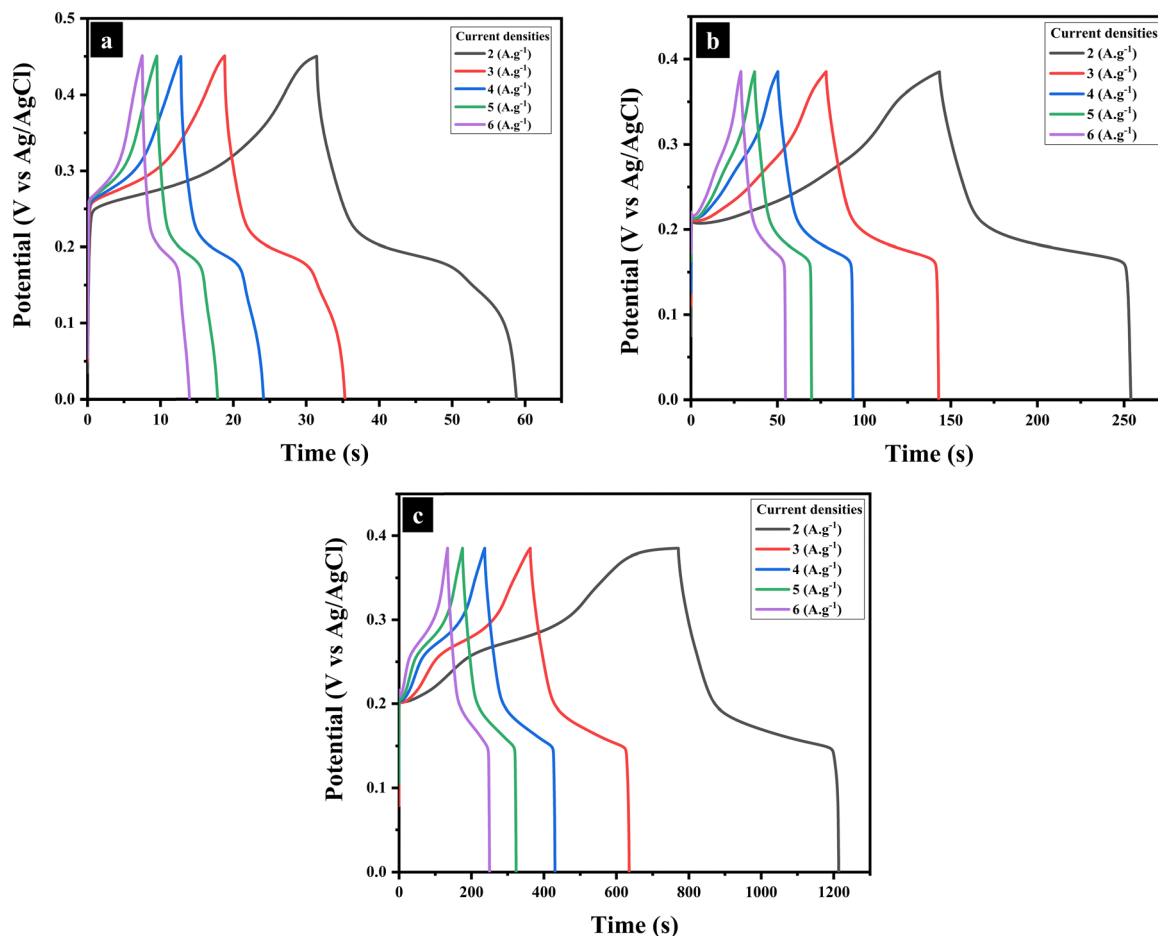 a
Current densities
2 (A.g-1)
3 (A.g-1)
4 (A.g-1)
5 (A.g-1)
6 (A.g-1)
Potential (V vs Ag/AgCl)
0.5
0.4
0.3
0.2
0.1
0.0
0 10 20 30 40 50 60
Time (s)
b
Current densities
2 (A.g-1)
3 (A.g-1)
4 (A.g-1)
5 (A.g-1)
6 (A.g-1)
Potential (V vs Ag/AgCl)
0.4
0.3
0.2
0.1
0.0
0 50 100 150 200 250
Time (s)
c
Current densities
2 (A.g-1)
3 (A.g-1)
4 (A.g-1)
5 (A.g-1)
6 (A.g-1)
Potential (V vs Ag/AgCl)
0.4
0.3
0.2
0.1
0.0
0 200 400 600 800 1000 1200
Time (s)